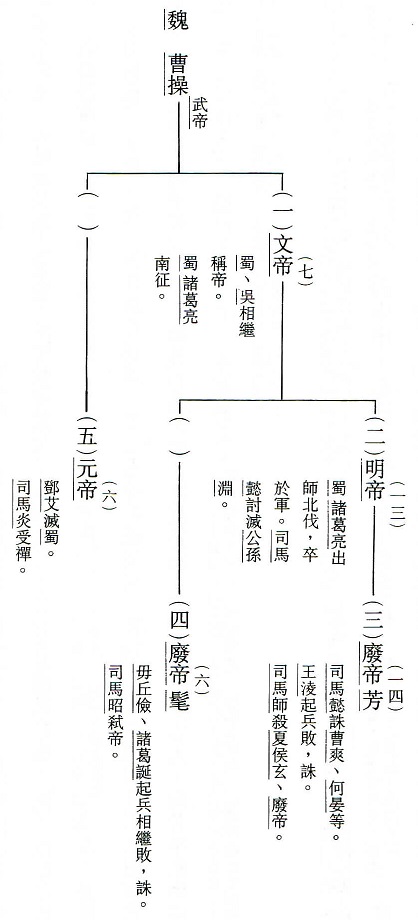 魏
曹操
武帝
（一）文帝
（七）
蜀、吳相繼
稱帝。
蜀諸葛亮
南征。
（　）
（二）明帝
（一三）
蜀諸葛亮出
師北伐，卒
於軍。司馬
懿討滅公孫
淵。
（　）
（五）元帝
（六）
鄧艾滅蜀。
司馬炎受禪。
（三）廢帝芳
（一四）
司馬懿誅曹爽、何晏等。
王淩起兵敗，誅。
司馬師殺夏侯玄、廢帝。
（四）廢帝髦
（六）
毋丘儉、諸葛誕起兵相繼敗，誅。
司馬昭弒帝。